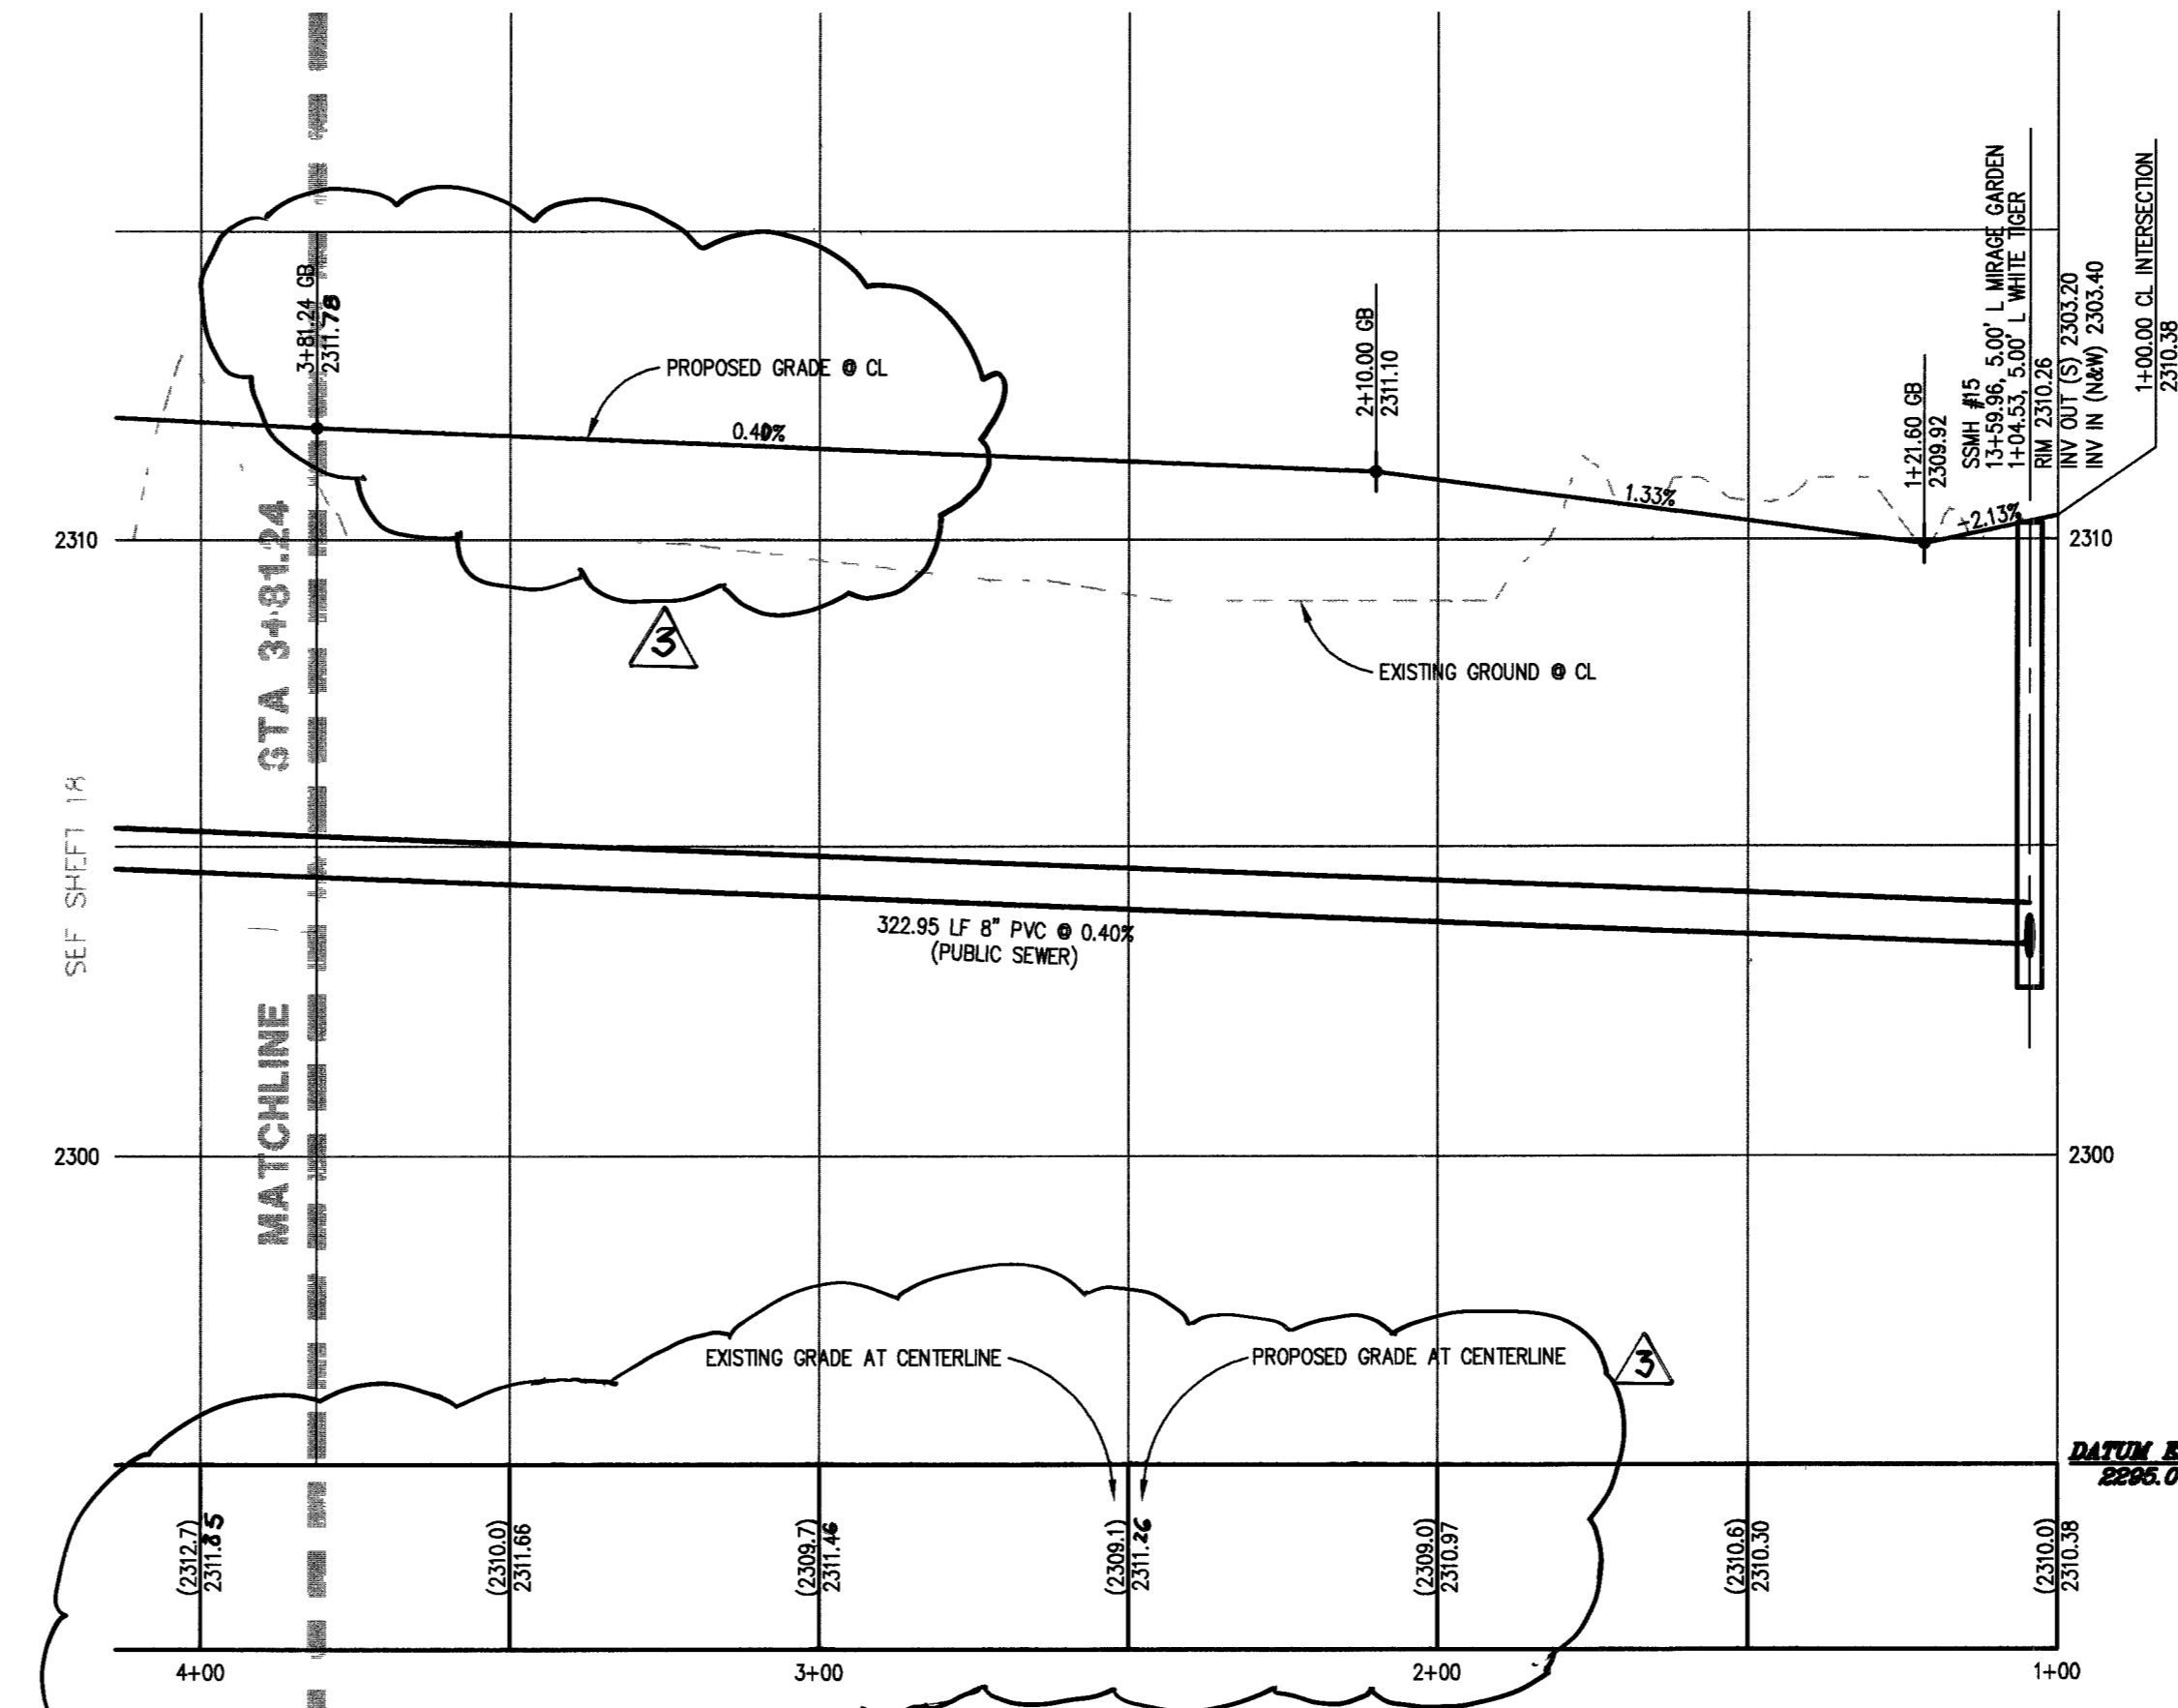 3+81.24 GB
2311.78
PROPOSED GRADE @ CL
0.40%
2+10.00 GB
2311.10
1.33%
1+21.60 GB
2309.92
+2.13%
SSMH #15
13+59.96, 5.00' L MIRAGE GARDEN
1+04.53, 5.00' L WHITE TIGER
RIM 2310.26
INV OUT (S) 2303.20
INV IN (N&W) 2303.40
1+00.00 CL INTERSECTION
2310.38
2310
2310
3
EXISTING GROUND @ CL
STA 3+81.24
MATCHLINE
SEE SHEET 18
322.95 LF 8" PVC @ 0.40%
(PUBLIC SEWER)
2300
2300
EXISTING GRADE AT CENTERLINE
PROPOSED GRADE AT CENTERLINE
3
DATUM
2295.0
(2312.7)
2311.85
(2310.0)
2311.66
(2309.7)
2311.46
(2309.1)
2311.26
(2309.0)
2310.97
(2310.6)
2310.30
(2310.0)
2310.38
4+00
3+00
2+00
1+00